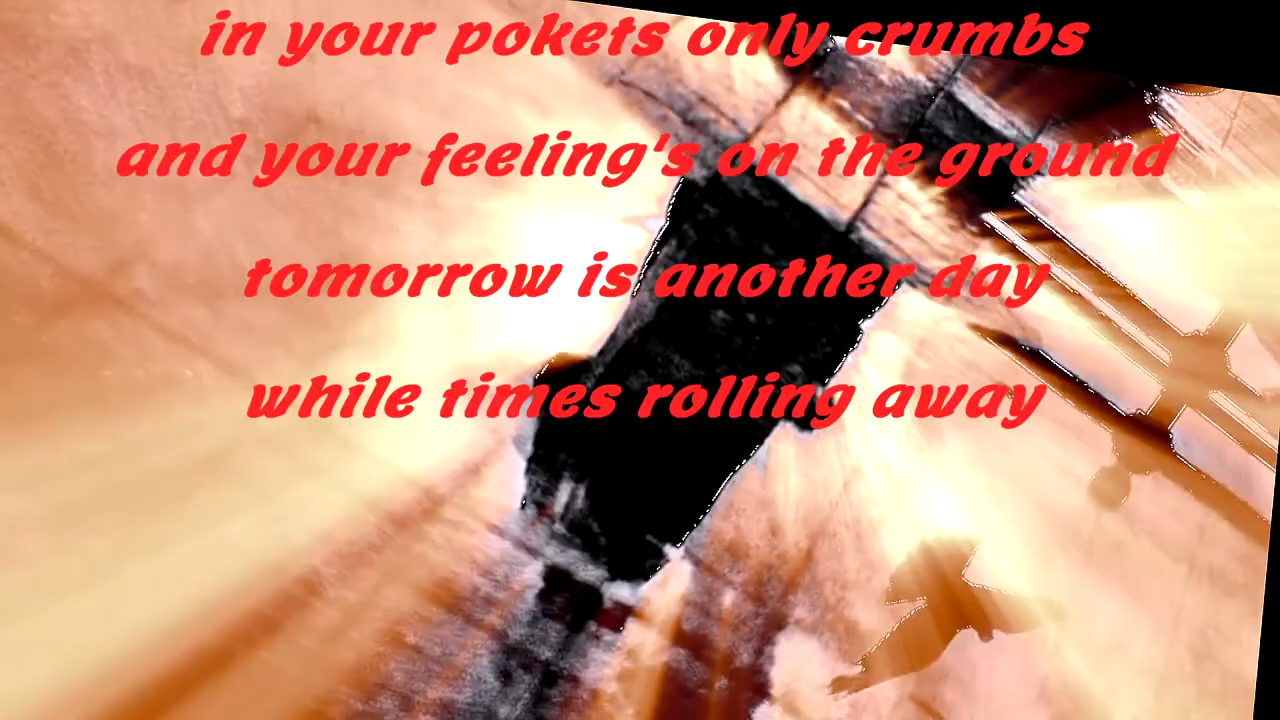 in your pokets only crumbs
and your feeling's on the ground
tomorrow is another day
while times rolling away